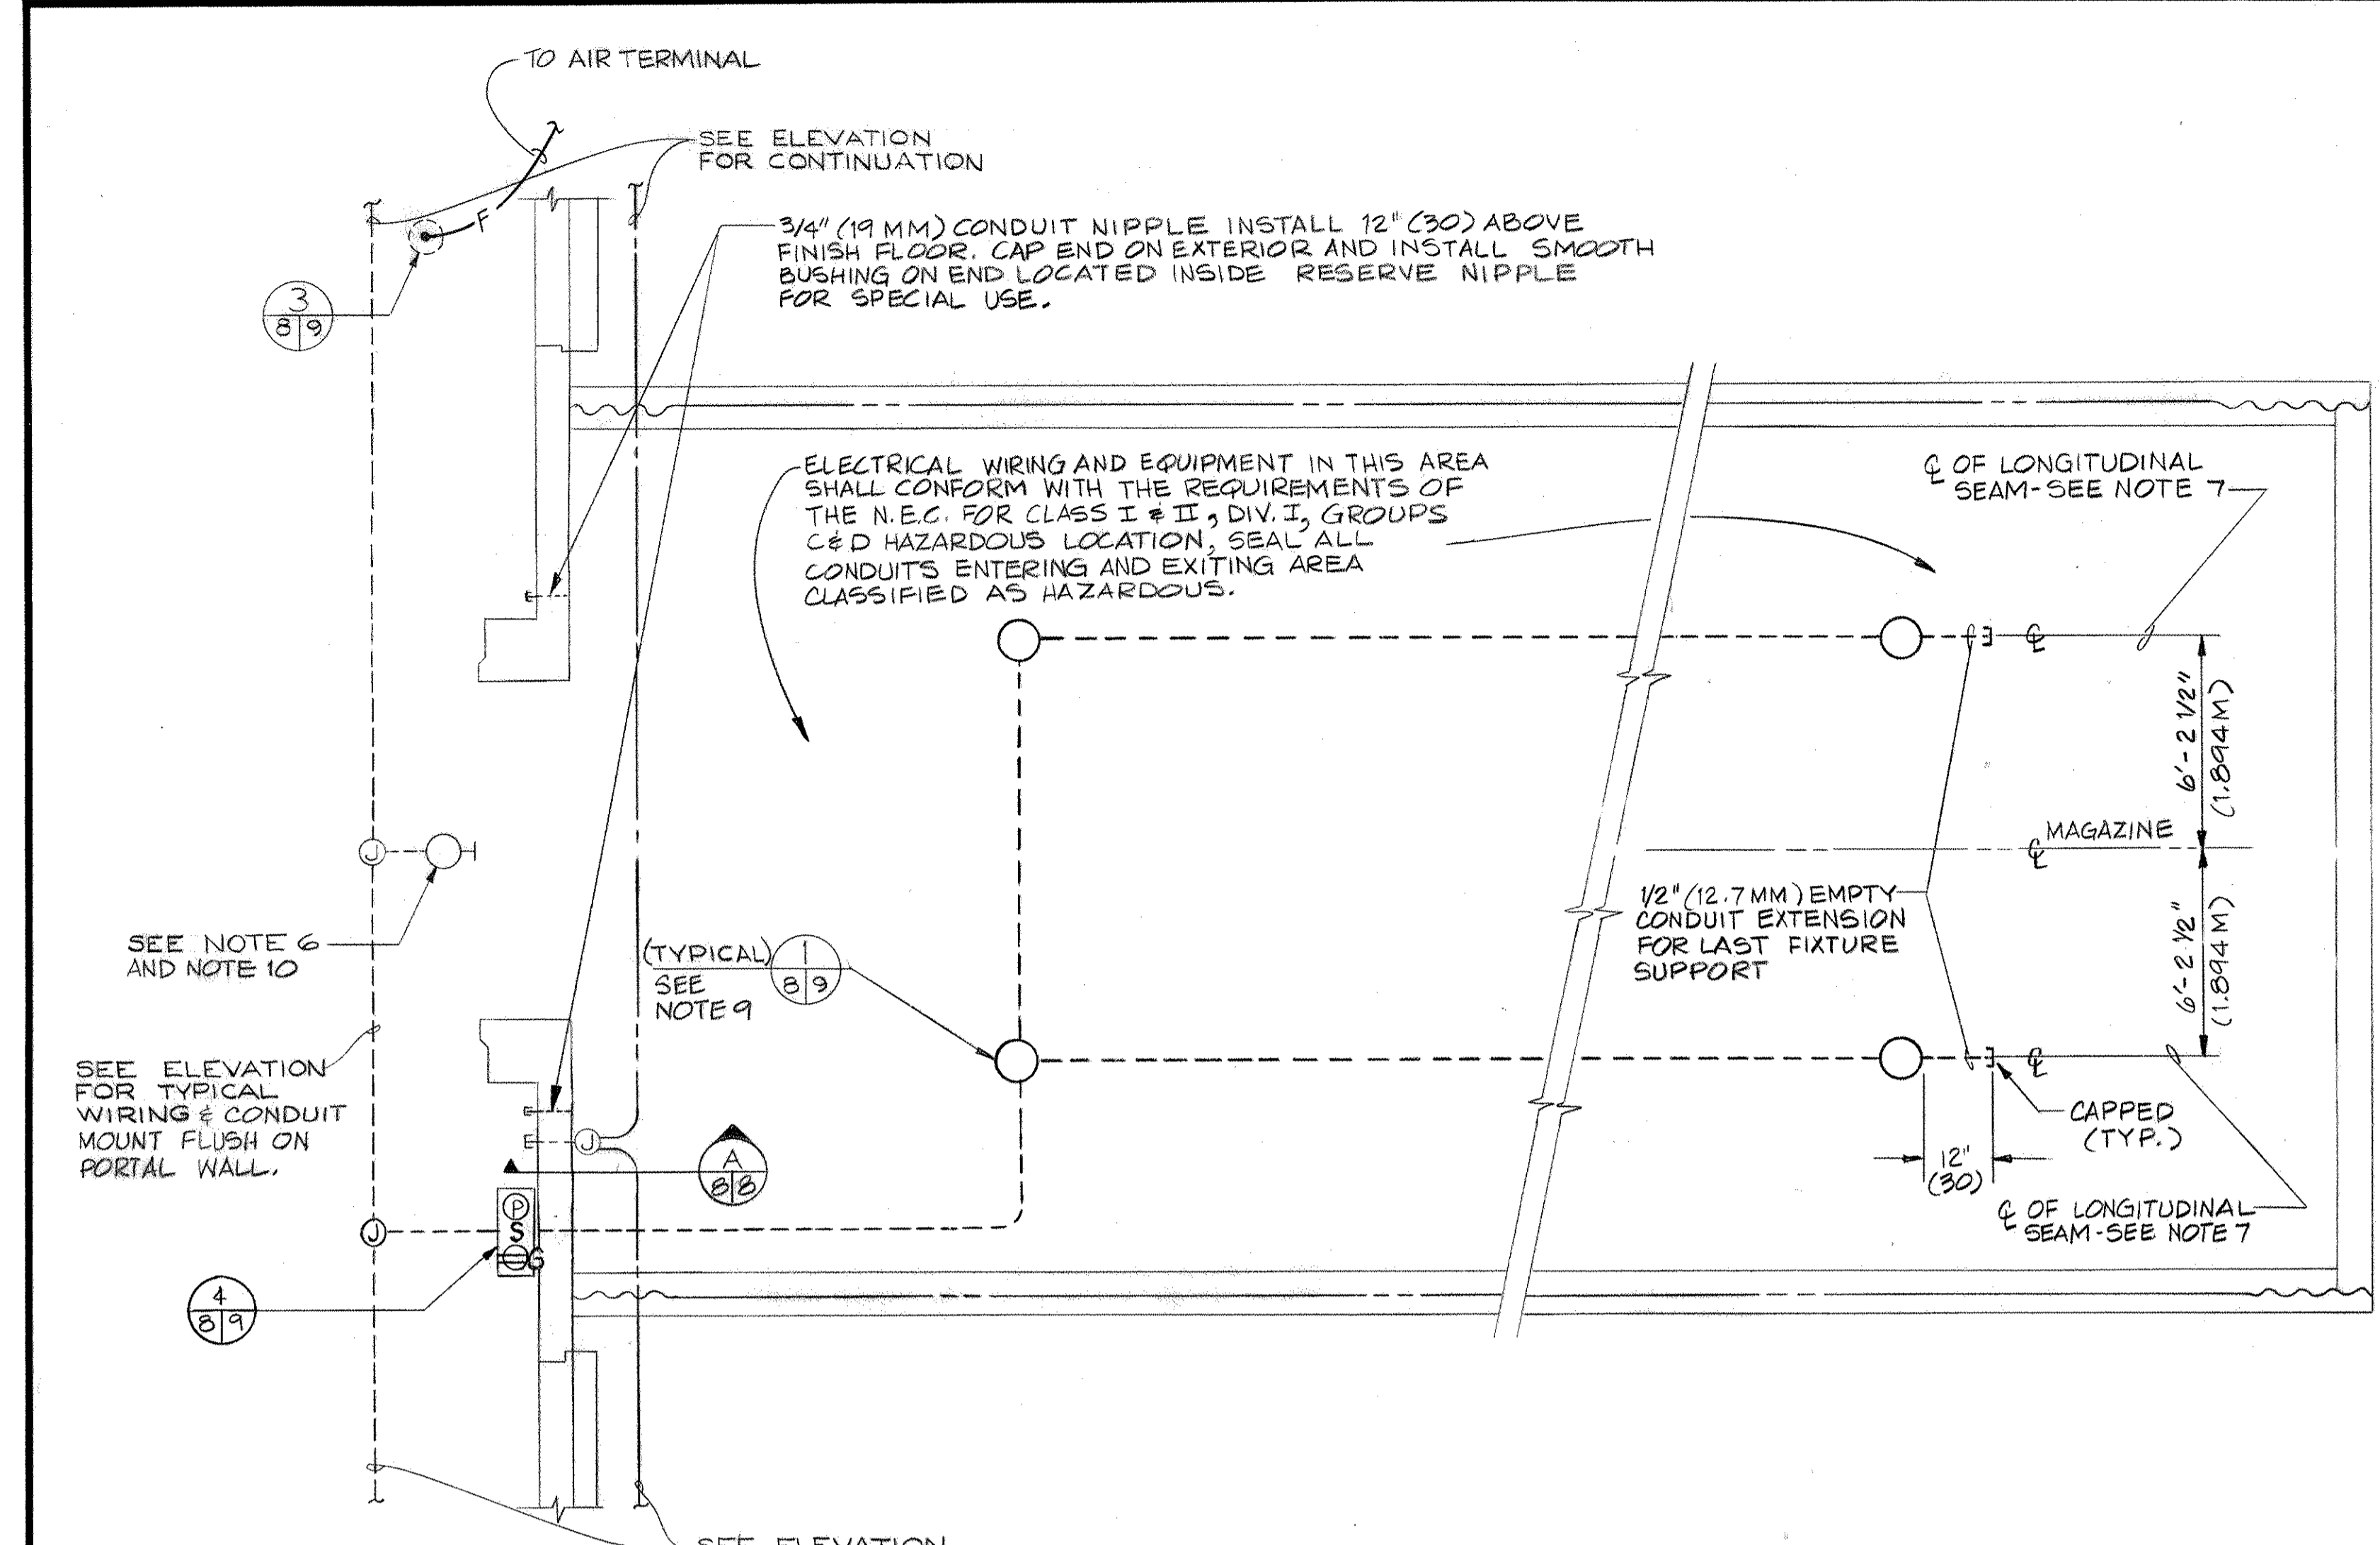 TO AIR TERMINAL
SEE ELEVATION
FOR CONTINUATION
F
3/4" (19 MM) CONDUIT NIPPLE INSTALL 12" (30) ABOVE
FINISH FLOOR. CAP END ON EXTERIOR AND INSTALL SMOOTH
BUSHING ON END LOCATED INSIDE RESERVE NIPPLE
FOR SPECIAL USE.
3
8 9
ELECTRICAL WIRING AND EQUIPMENT IN THIS AREA
SHALL CONFORM WITH THE REQUIREMENTS OF
THE N.E.C. FOR CLASS I & II, DIV. I, GROUPS
C & D HAZARDOUS LOCATION, SEAL ALL
CONDUITS ENTERING AND EXITING AREA
CLASSIFIED AS HAZARDOUS.
℄ OF LONGITUDINAL
SEAM-SEE NOTE 7
℄
6'-2 1/2"
(1.894M)
℄ MAGAZINE
6'-2 1/2"
(1.894M)
J
SEE NOTE 6
AND NOTE 10
(TYPICAL)
SEE
NOTE 9
1
8 9
1/2" (12.7 MM) EMPTY
CONDUIT EXTENSION
FOR LAST FIXTURE
SUPPORT
℄
SEE ELEVATION
FOR TYPICAL
WIRING & CONDUIT
MOUNT FLUSH ON
PORTAL WALL.
J
A
8 8
CAPPED
(TYP.)
12"
(30)
℄ OF LONGITUDINAL
SEAM-SEE NOTE 7
J
P
S
G
4
8 9
SEE ELEVATION